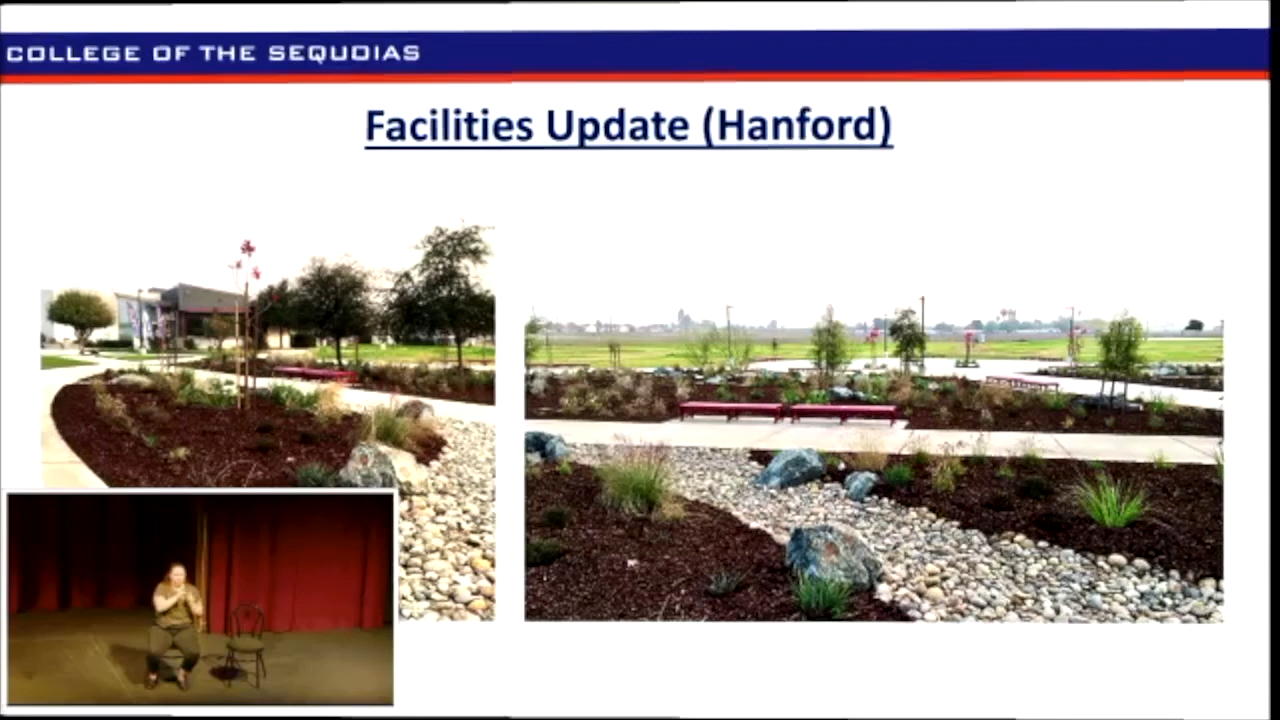 COLLEGE OF THE SEQUOIAS
Facilities Update (Hanford)